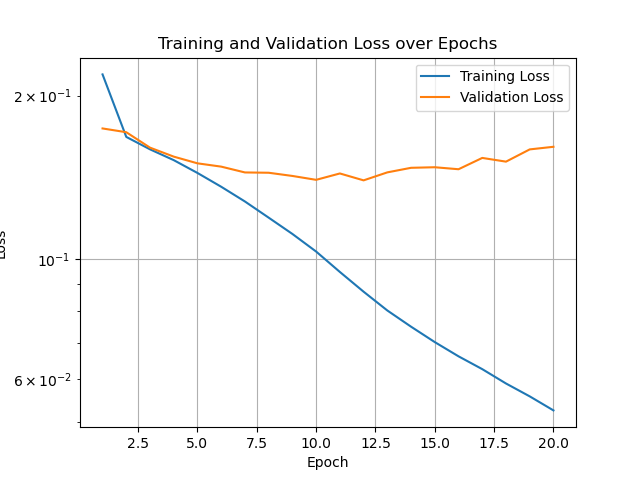 Training and Validation Loss over Epochs
Training Loss
Validation Loss
2 × 10⁻¹
10⁻¹
6 × 10⁻²
Loss
2.5 5.0 7.5 10.0 12.5 15.0 17.5 20.0
Epoch